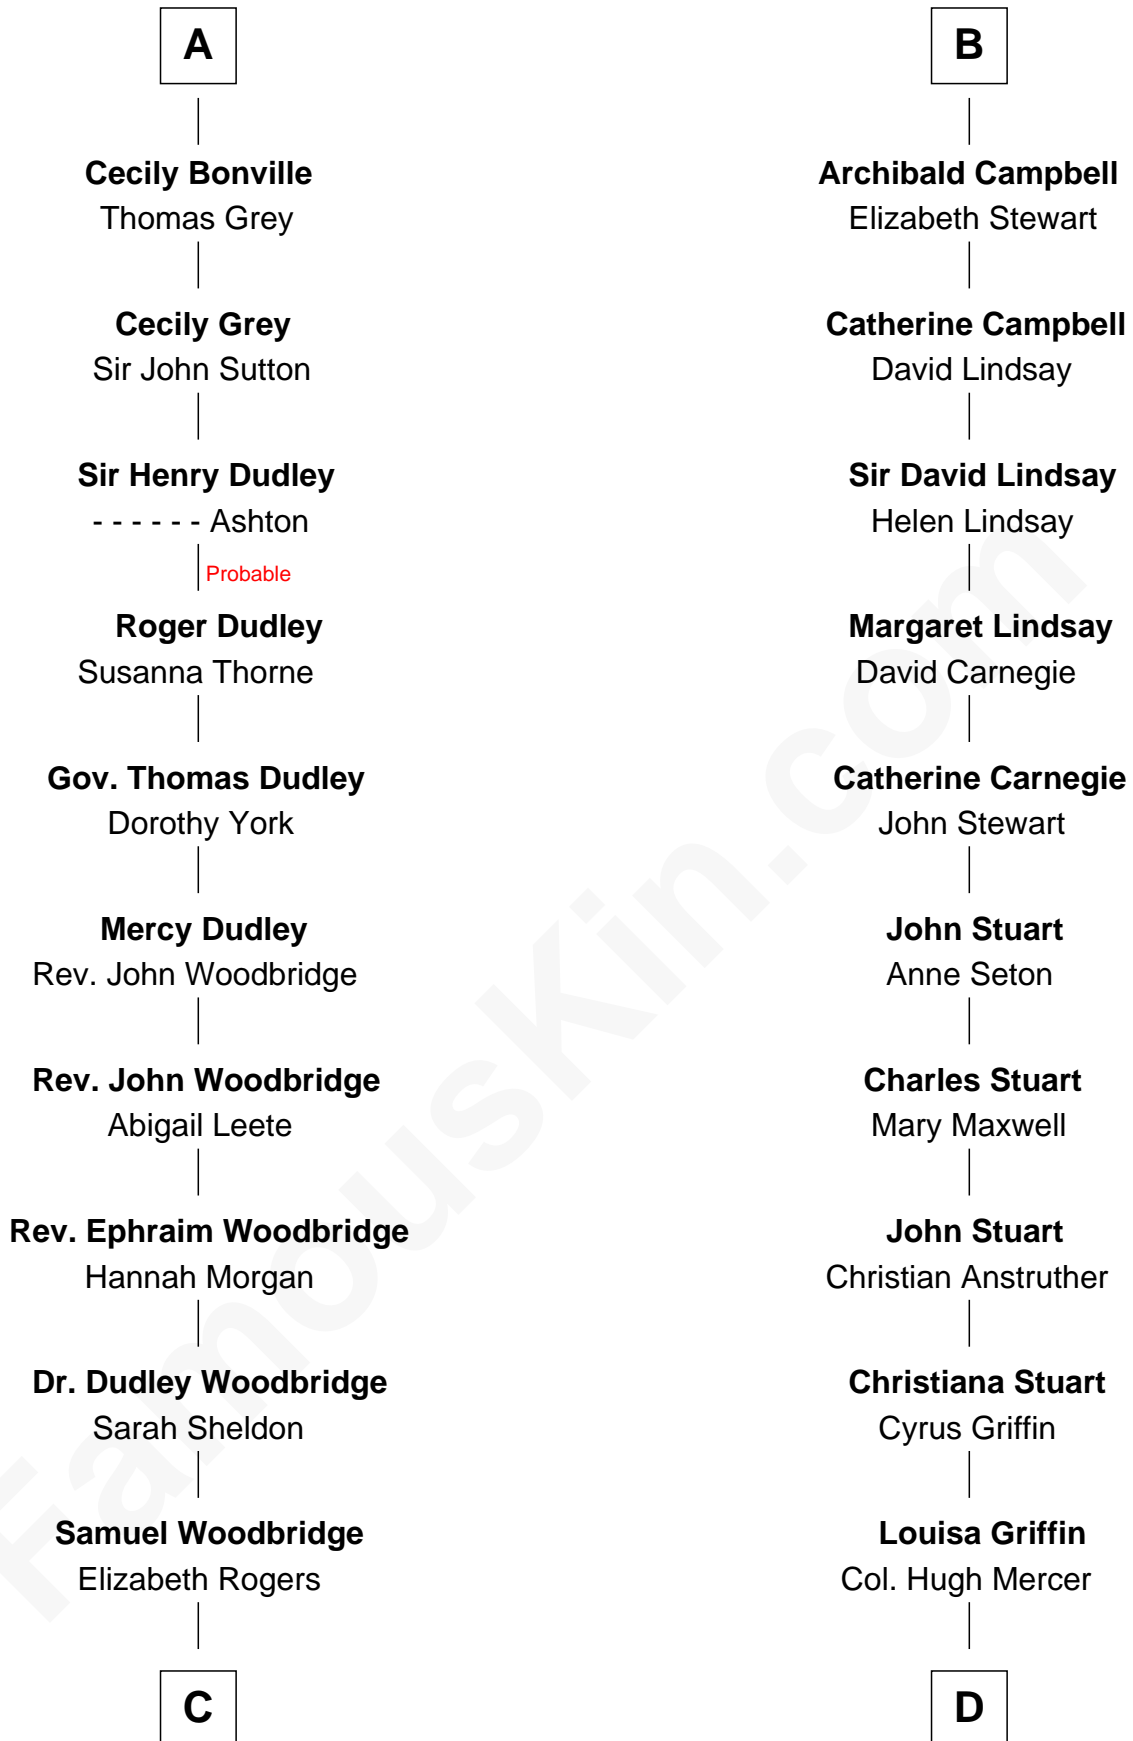 A
Cecily Bonville
Thomas Grey
Cecily Grey
Sir John Sutton
Sir Henry Dudley
- - - - - - Ashton
Probable
Roger Dudley
Susanna Thorne
Gov. Thomas Dudley
Dorothy York
Mercy Dudley
Rev. John Woodbridge
Rev. John Woodbridge
Abigail Leete
Rev. Ephraim Woodbridge
Hannah Morgan
Dr. Dudley Woodbridge
Sarah Sheldon
Samuel Woodbridge
Elizabeth Rogers
C
B
Archibald Campbell
Elizabeth Stewart
Catherine Campbell
David Lindsay
Sir David Lindsay
Helen Lindsay
Margaret Lindsay
David Carnegie
Catherine Carnegie
John Stewart
John Stuart
Anne Seton
Charles Stuart
Mary Maxwell
John Stuart
Christian Anstruther
Christiana Stuart
Cyrus Griffin
Louisa Griffin
Col. Hugh Mercer
D
FamousKin.com